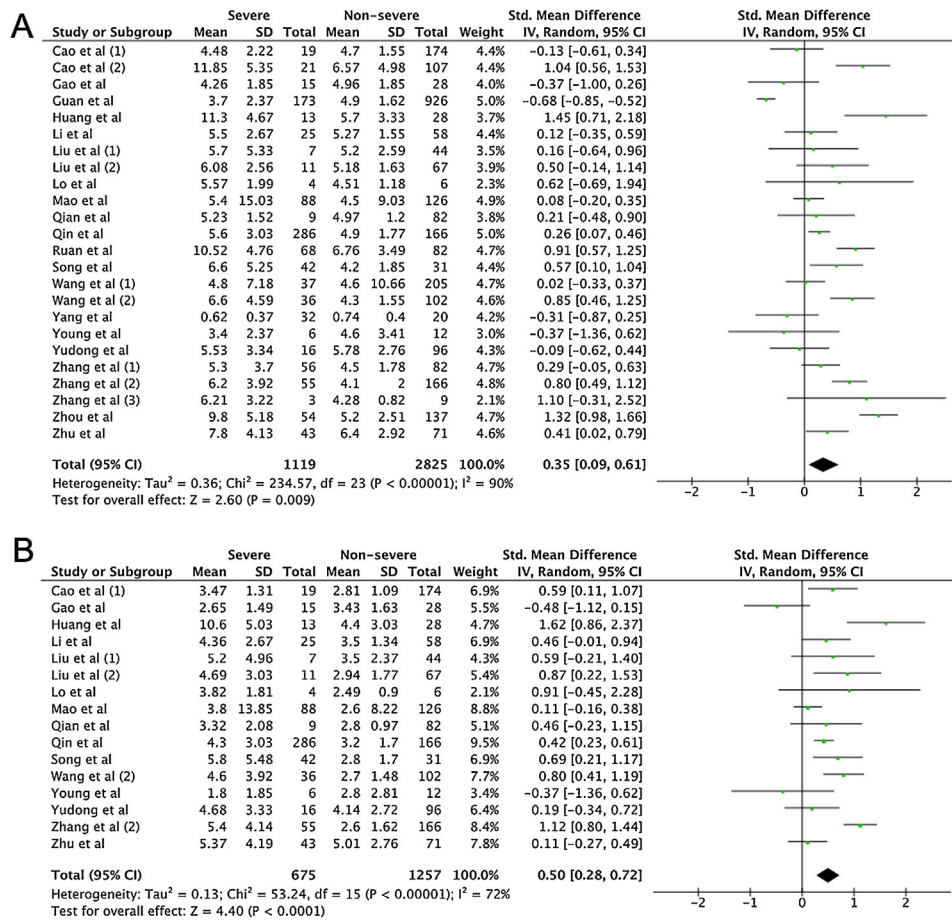 A
Severe Non-severe Std. Mean Difference Std. Mean Difference
Study or Subgroup Mean SD Total Mean SD Total Weight IV, Random, 95% CI IV, Random, 95% CI
Cao et al (1) 4.48 2.22 19 4.7 1.55 174 4.4% -0.13 [-0.61, 0.34]
Cao et al (2) 11.85 5.35 21 6.57 4.98 107 4.4% 1.04 [0.56, 1.53]
Gao et al 4.26 1.85 15 4.96 1.85 28 4.0% -0.37 [-1.00, 0.26]
Guan et al 3.7 2.37 173 4.9 1.62 926 5.0% -0.68 [-0.85, -0.52]
Huang et al 11.3 4.67 13 5.7 3.33 28 3.7% 1.45 [0.71, 2.18]
Li et al 5.5 2.67 25 5.27 1.55 58 4.4% 0.12 [-0.35, 0.59]
Liu et al (1) 5.7 5.33 7 5.2 2.59 44 3.5% 0.16 [-0.64, 0.96]
Liu et al (2) 6.08 2.56 11 5.18 1.63 67 3.9% 0.50 [-0.14, 1.14]
Lo et al 5.57 1.99 4 4.51 1.18 6 2.3% 0.62 [-0.69, 1.94]
Mao et al 5.4 15.03 88 4.5 9.03 126 4.8% 0.08 [-0.20, 0.35]
Qian et al 5.23 1.52 9 4.97 1.2 82 3.8% 0.21 [-0.48, 0.90]
Qin et al 5.6 3.03 286 4.9 1.77 166 4.9% 0.26 [0.07, 0.46]
Ruan et al 10.52 4.76 68 6.76 3.49 82 4.7% 0.91 [0.57, 1.25]
Song et al 6.6 5.25 42 4.2 1.85 31 4.4% 0.57 [0.10, 1.04]
Wang et al (1) 4.8 7.18 37 4.6 10.66 205 4.7% 0.02 [-0.33, 0.37]
Wang et al (2) 6.6 4.59 36 4.3 1.55 102 4.6% 0.85 [0.46, 1.25]
Yang et al 0.62 0.37 32 0.74 0.4 20 4.2% -0.31 [-0.87, 0.25]
Young et al 3.4 2.37 6 4.6 3.41 12 3.0% -0.37 [-1.36, 0.62]
Yudong et al 5.53 3.34 16 5.78 2.76 96 4.3% -0.09 [-0.62, 0.44]
Zhang et al (1) 5.3 3.7 56 4.5 1.78 82 4.7% 0.29 [-0.05, 0.63]
Zhang et al (2) 6.2 3.92 55 4.1 2 166 4.7% 0.80 [0.49, 1.12]
Zhang et al (3) 6.21 3.22 3 4.28 0.82 9 2.1% 1.10 [-0.31, 2.52]
Zhou et al 9.8 5.18 54 5.2 2.51 137 4.7% 1.32 [0.98, 1.66]
Zhu et al 7.8 4.13 43 6.4 2.92 71 4.6% 0.41 [0.02, 0.79]
Total (95% CI) 1119 2825 100.0% 0.35 [0.09, 0.61]
Heterogeneity: Tau² = 0.36; Chi² = 234.57, df = 23 (P < 0.00001); I² = 90%
Test for overall effect: Z = 2.60 (P = 0.009)
-2 -1 0 1 2
B
Severe Non-severe Std. Mean Difference Std. Mean Difference
Study or Subgroup Mean SD Total Mean SD Total Weight IV, Random, 95% CI IV, Random, 95% CI
Cao et al (1) 3.47 1.31 19 2.81 1.09 174 6.9% 0.59 [0.11, 1.07]
Gao et al 2.65 1.49 15 3.43 1.63 28 5.5% -0.48 [-1.12, 0.15]
Huang et al 10.6 5.03 13 4.4 3.03 28 4.6% 1.62 [0.86, 2.37]
Li et al 4.36 2.67 25 3.5 1.34 58 6.9% 0.46 [-0.01, 0.94]
Liu et al (1) 5.2 4.96 7 3.5 2.37 44 4.3% 0.59 [-0.21, 1.40]
Liu et al (2) 4.69 3.03 11 2.94 1.77 67 5.4% 0.87 [0.22, 1.53]
Lo et al 3.82 1.81 4 2.49 0.9 6 2.1% 0.91 [-0.45, 2.28]
Mao et al 3.8 13.85 88 2.6 8.22 126 8.8% 0.11 [-0.16, 0.38]
Qian et al 3.32 2.08 9 2.8 0.97 82 5.1% 0.46 [-0.23, 1.15]
Qin et al 4.3 3.03 286 3.2 1.7 166 9.5% 0.42 [0.23, 0.61]
Song et al 5.8 5.48 42 2.8 1.7 31 6.9% 0.69 [0.21, 1.17]
Wang et al (2) 4.6 3.92 36 2.7 1.48 102 7.7% 0.80 [0.41, 1.19]
Young et al 1.8 1.85 6 2.8 2.81 12 3.4% -0.37 [-1.36, 0.62]
Yudong et al 4.68 3.33 16 4.14 2.72 96 6.4% 0.19 [-0.34, 0.72]
Zhang et al (2) 5.4 4.14 55 2.6 1.62 166 8.4% 1.12 [0.80, 1.44]
Zhu et al 5.37 4.19 43 5.01 2.76 71 7.8% 0.11 [-0.27, 0.49]
Total (95% CI) 675 1257 100.0% 0.50 [0.28, 0.72]
Heterogeneity: Tau² = 0.13; Chi² = 53.24, df = 15 (P < 0.00001); I² = 72%
Test for overall effect: Z = 4.40 (P < 0.0001)
-2 -1 0 1 2